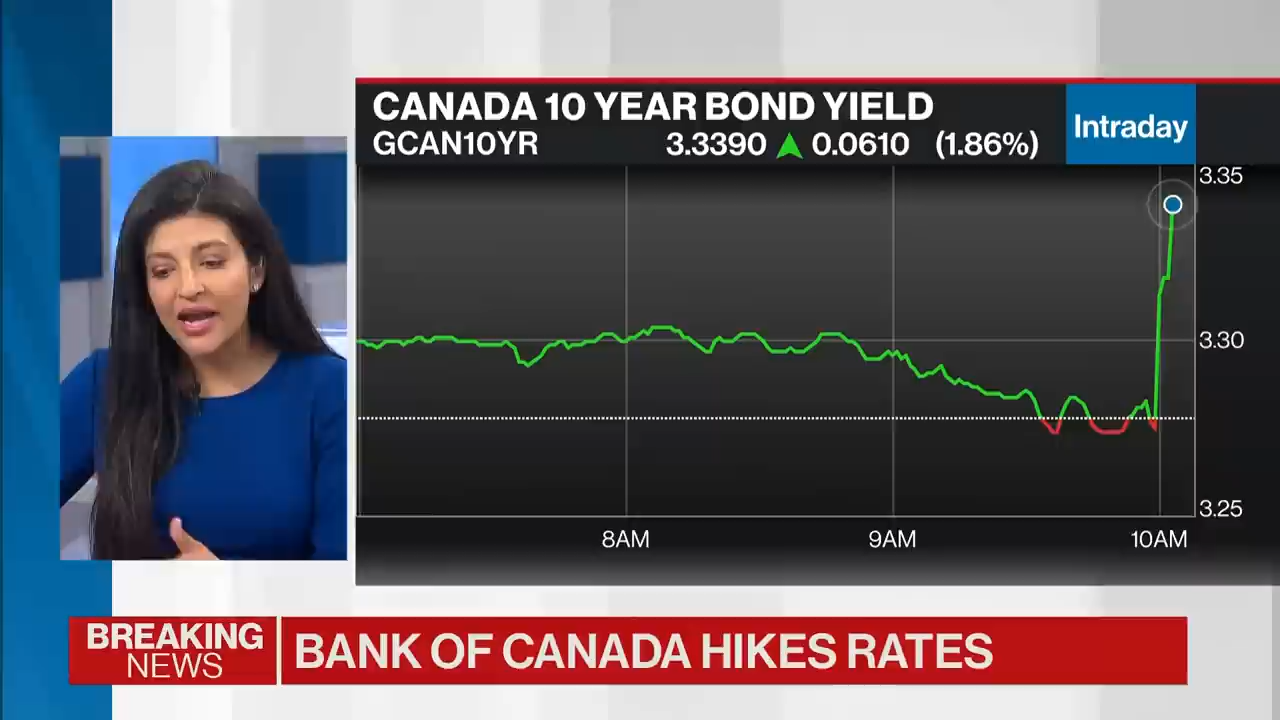 CANADA 10 YEAR BOND YIELD
GCAN10YR 3.3390 ▲ 0.0610 (1.86%)
Intraday
3.35
3.30
3.25
8AM 9AM 10AM
BREAKING
NEWS
BANK OF CANADA HIKES RATES